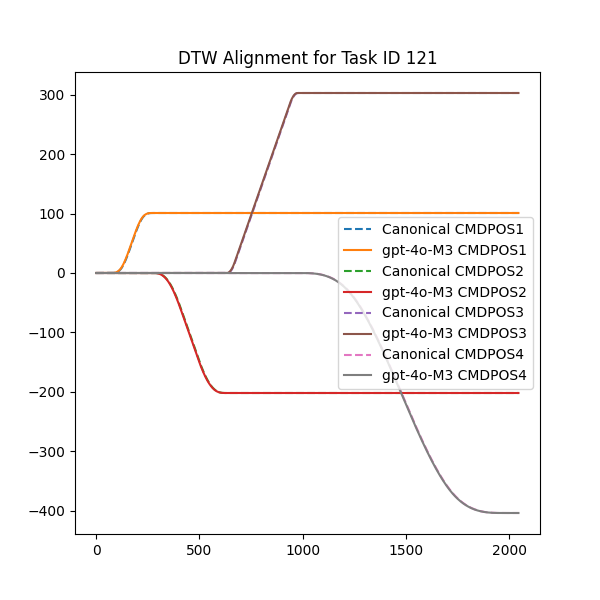 DTW Alignment for Task ID 121
300
200
100
0
−100
−200
−300
−400
Canonical CMDPOS1
gpt-4o-M3 CMDPOS1
Canonical CMDPOS2
gpt-4o-M3 CMDPOS2
Canonical CMDPOS3
gpt-4o-M3 CMDPOS3
Canonical CMDPOS4
gpt-4o-M3 CMDPOS4
0 500 1000 1500 2000